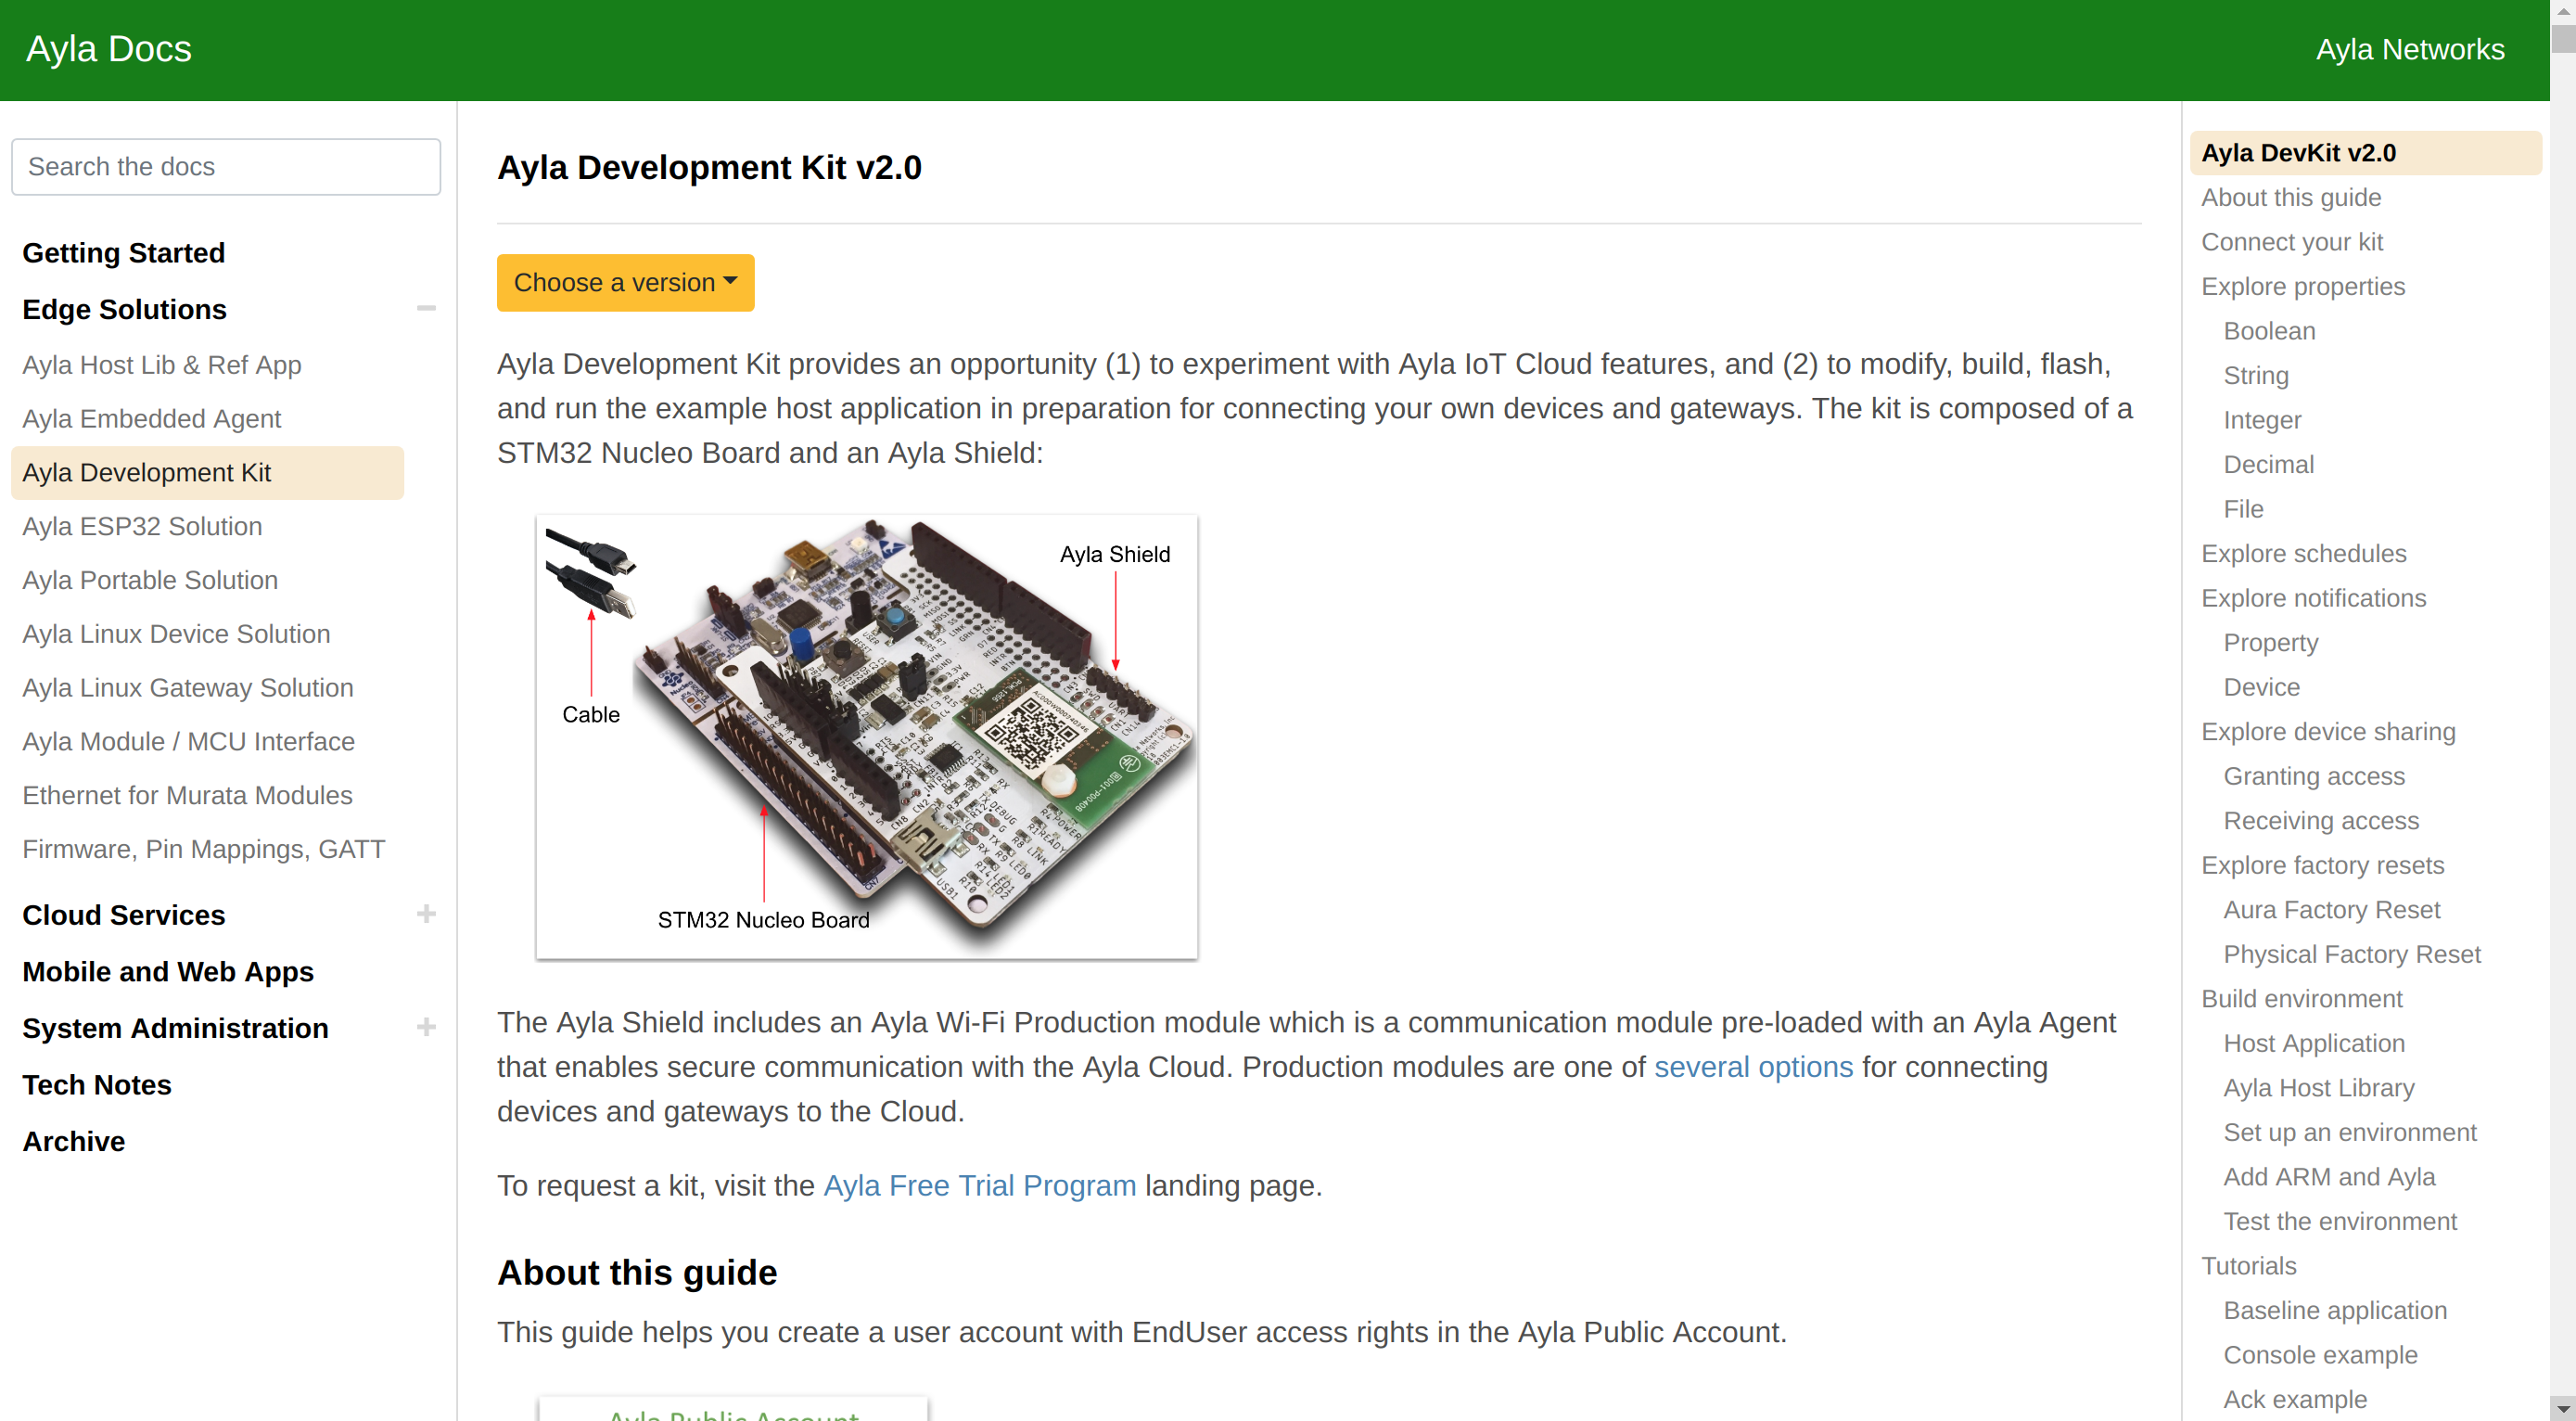 Ayla Docs
Ayla Networks
Search the docs
Getting Started
Edge Solutions
Ayla Host Lib & Ref App
Ayla Embedded Agent
Ayla Development Kit
Ayla ESP32 Solution
Ayla Portable Solution
Ayla Linux Device Solution
Ayla Linux Gateway Solution
Ayla Module / MCU Interface
Ethernet for Murata Modules
Firmware, Pin Mappings, GATT
Cloud Services
Mobile and Web Apps
System Administration
Tech Notes
Archive
Ayla Development Kit v2.0
Choose a version
Ayla Development Kit provides an opportunity (1) to experiment with Ayla IoT Cloud features, and (2) to modify, build, flash,
and run the example host application in preparation for connecting your own devices and gateways. The kit is composed of a
STM32 Nucleo Board and an Ayla Shield:
Ayla Shield
Cable
STM32 Nucleo Board
The Ayla Shield includes an Ayla Wi-Fi Production module which is a communication module pre-loaded with an Ayla Agent
that enables secure communication with the Ayla Cloud. Production modules are one of several options for connecting
devices and gateways to the Cloud.
To request a kit, visit the Ayla Free Trial Program landing page.
About this guide
This guide helps you create a user account with EndUser access rights in the Ayla Public Account.
Ayla Public Account
Ayla DevKit v2.0
About this guide
Connect your kit
Explore properties
Boolean
String
Integer
Decimal
File
Explore schedules
Explore notifications
Property
Device
Explore device sharing
Granting access
Receiving access
Explore factory resets
Aura Factory Reset
Physical Factory Reset
Build environment
Host Application
Ayla Host Library
Set up an environment
Add ARM and Ayla
Test the environment
Tutorials
Baseline application
Console example
Ack example